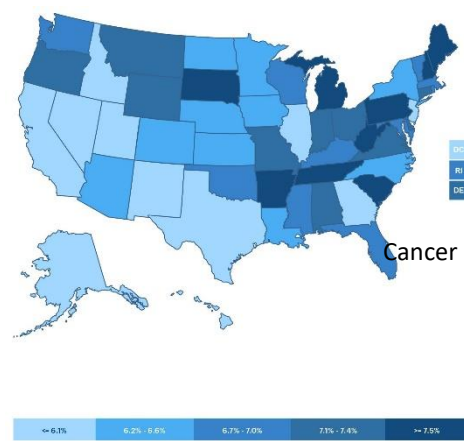 DC
RI
DE
Cancer
<= 6.1%
6.2% - 6.6%
6.7% - 7.0%
7.1% - 7.4%
>= 7.5%